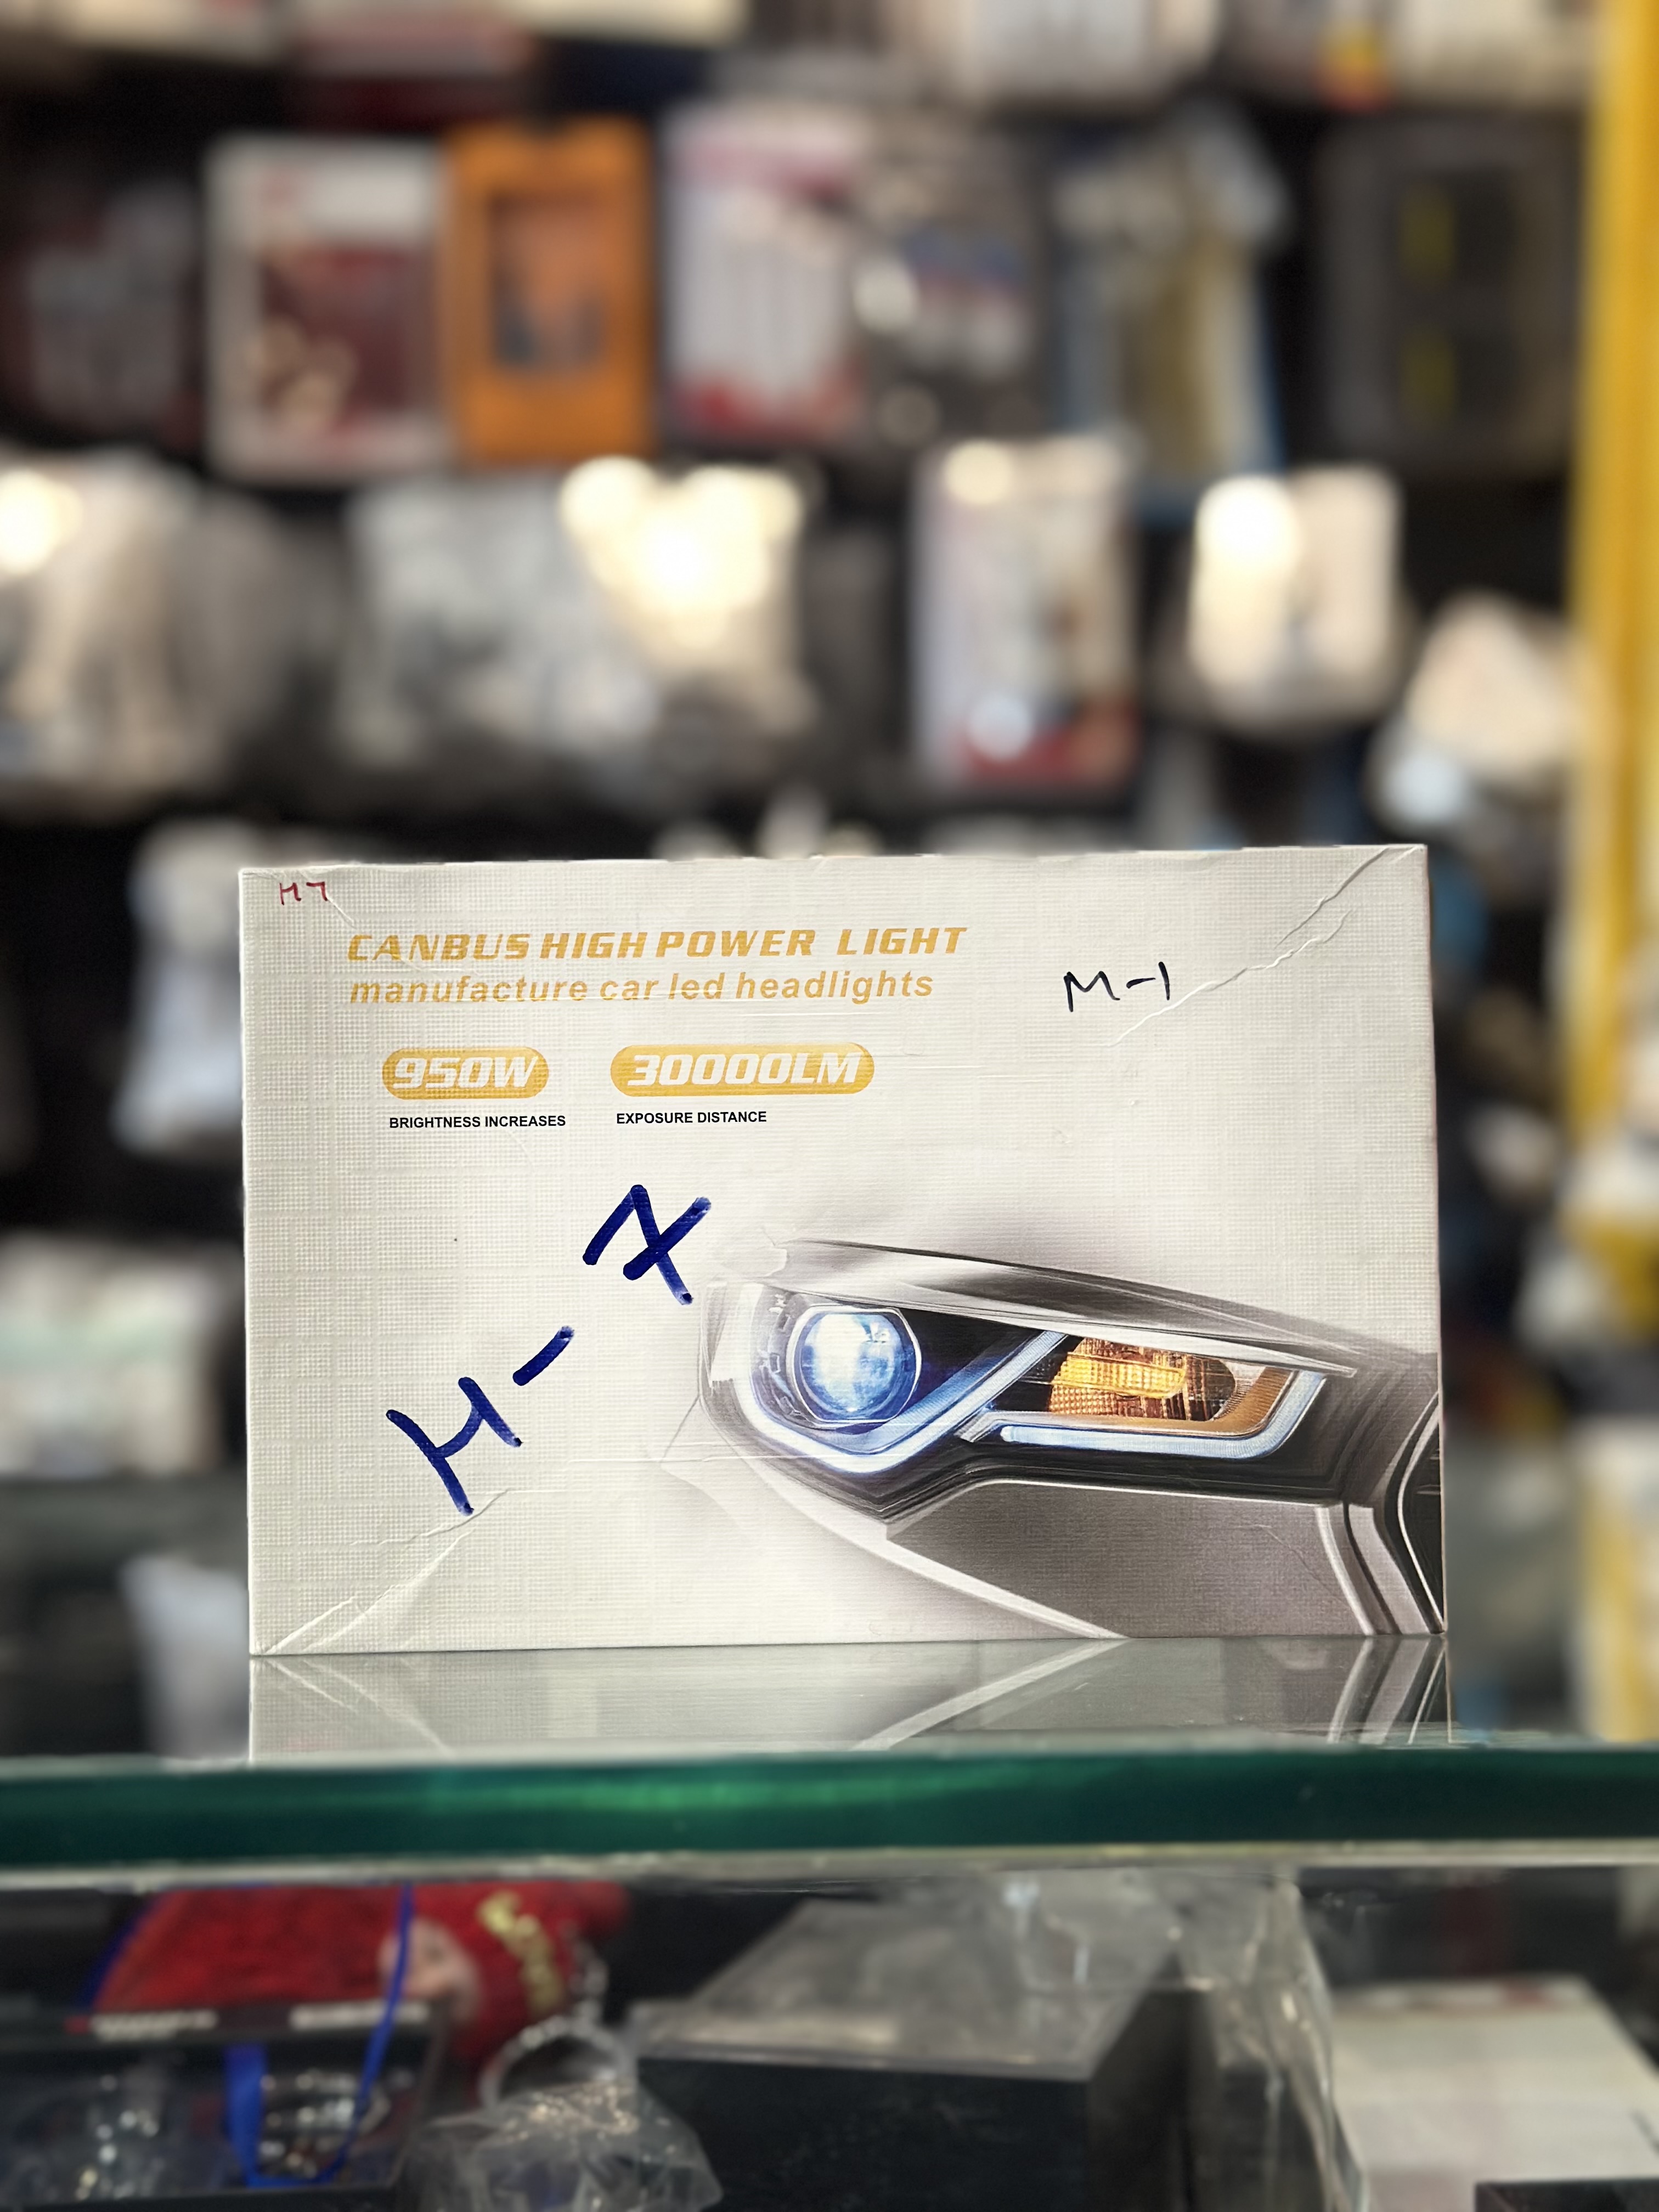 H7
CANBUS HIGH POWER LIGHT
manufacture car led headlights
M-1
950W 30000LM
BRIGHTNESS INCREASES EXPOSURE DISTANCE
H-7